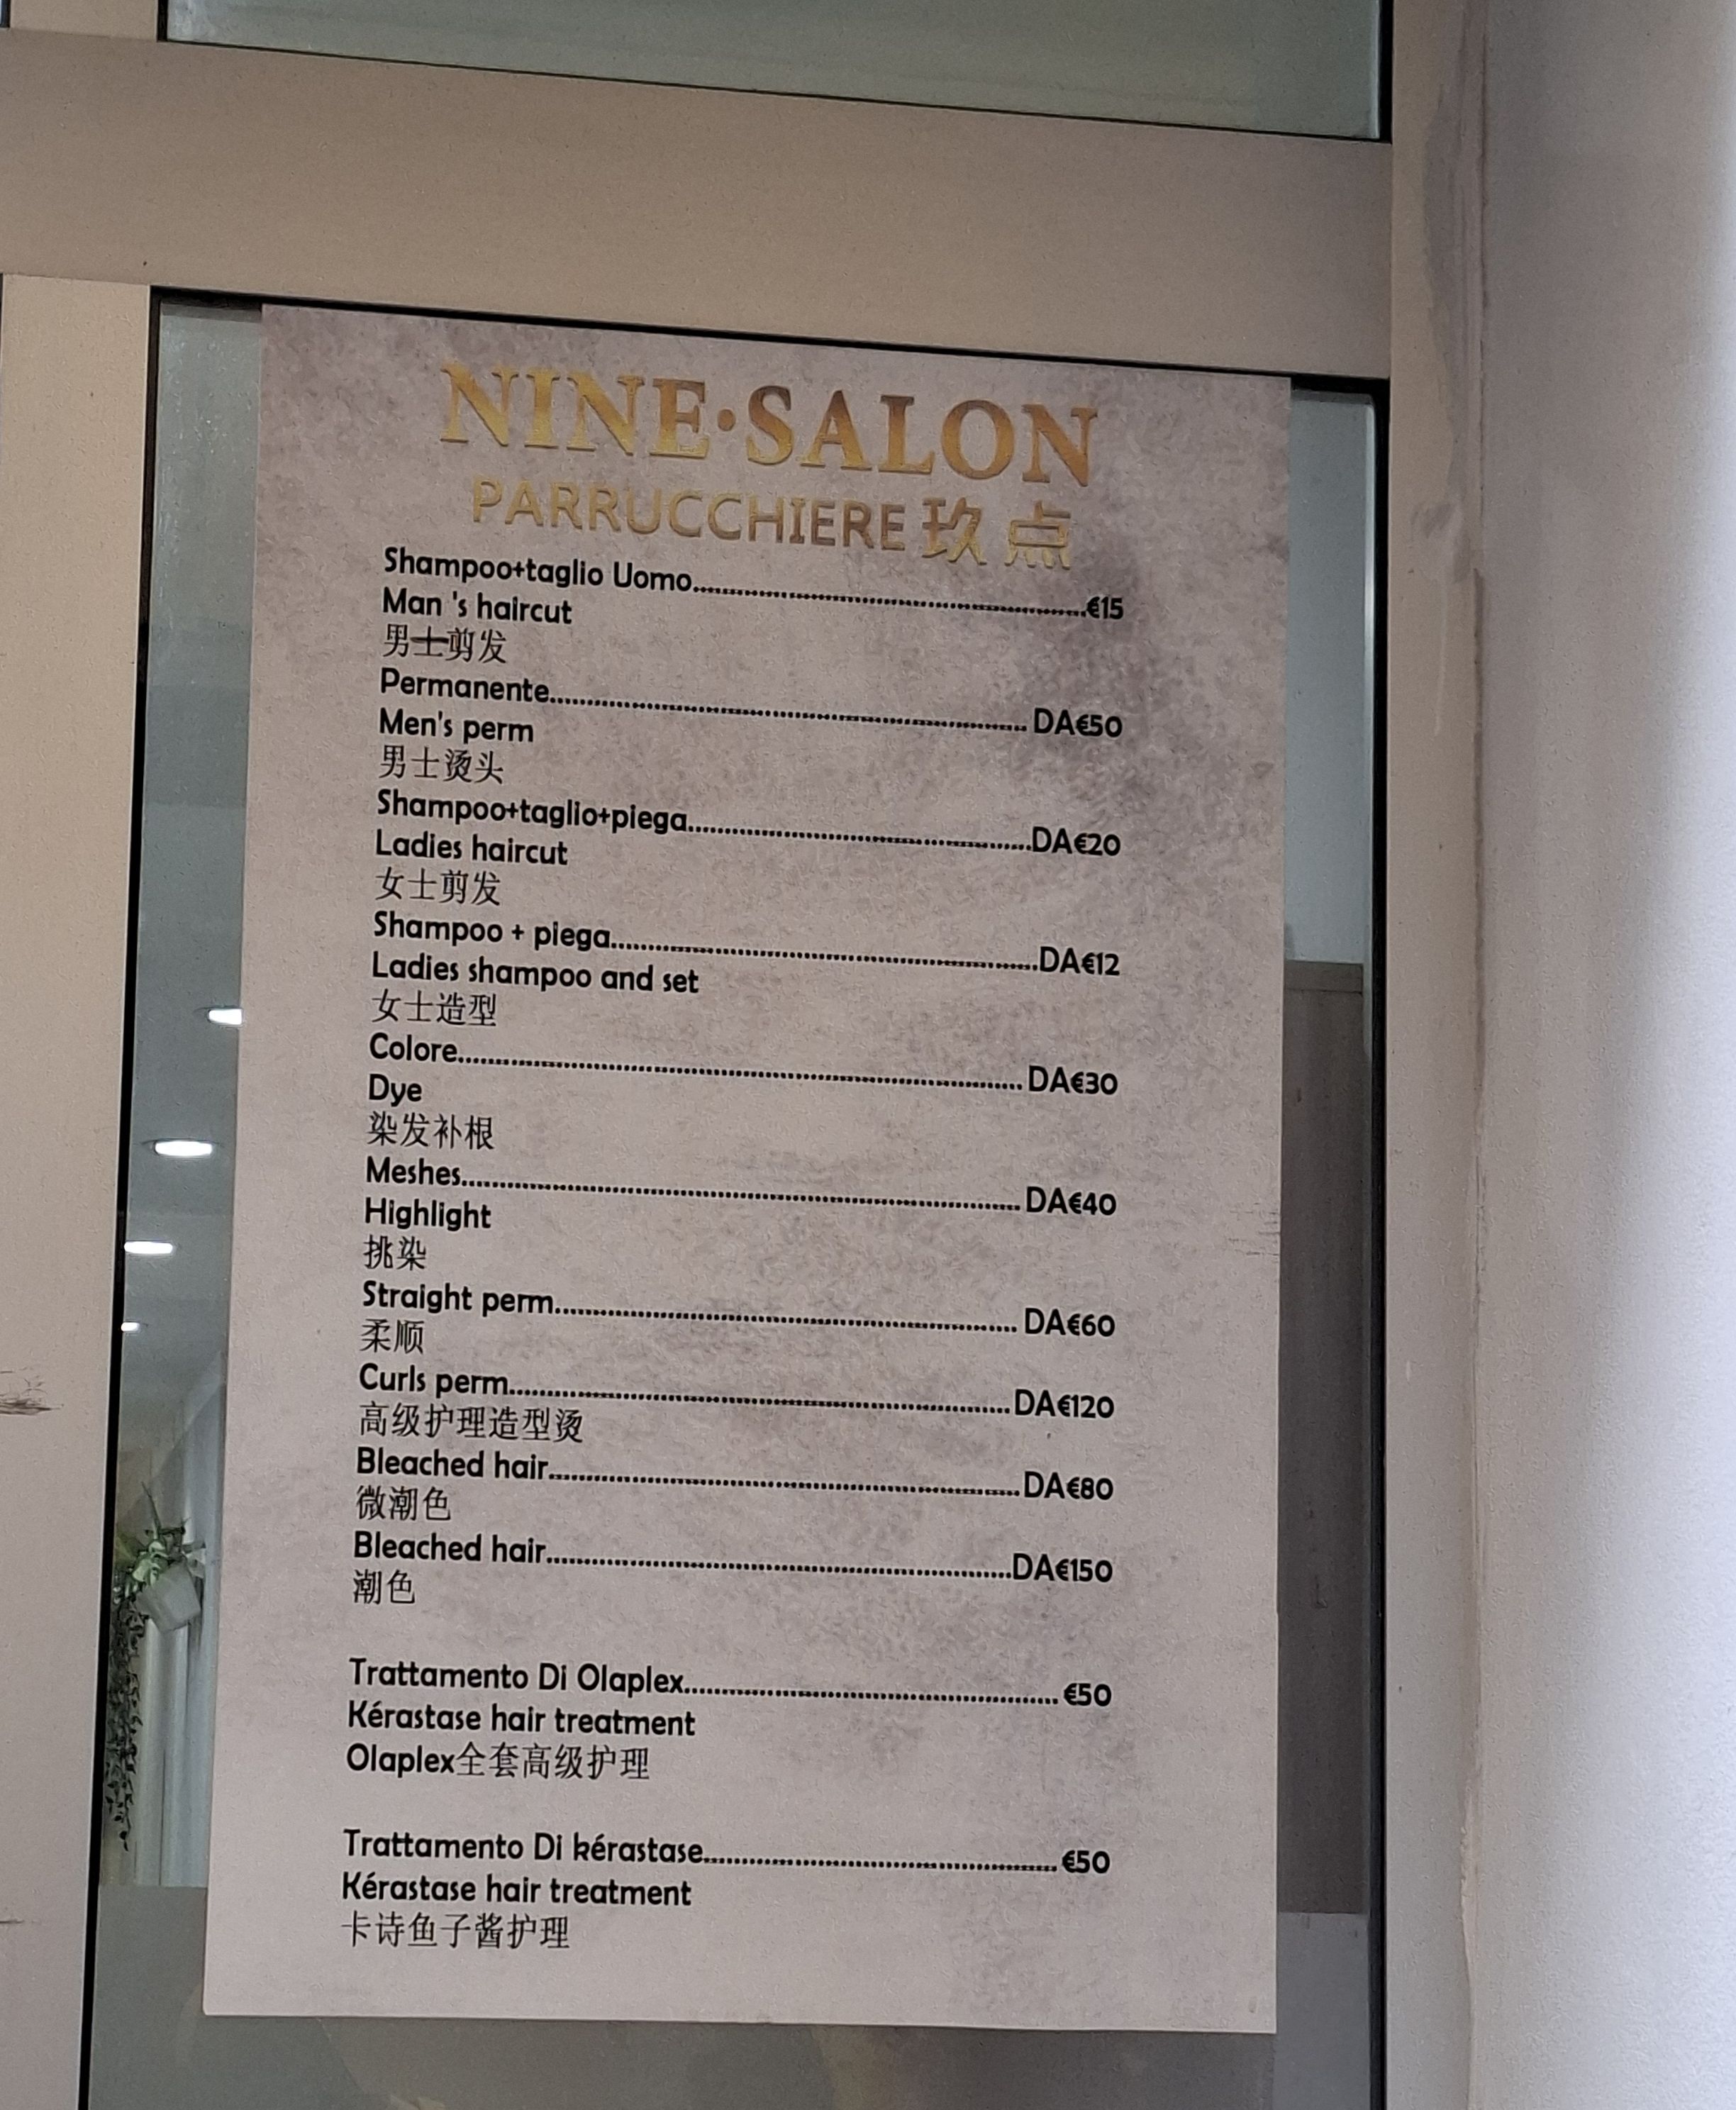 NINE·SALON
PARRUCCHIERE 玖点
Shampoo+taglio Uomo..................................................€15
Man 's haircut
男士剪发
Permanente.............................................................. DA€50
Men's perm
男士烫头
Shampoo+taglio+piega.............................................DA€20
Ladies haircut
女士剪发
Shampoo + piega........................................................DA€12
Ladies shampoo and set
女士造型
Colore.......................................................................... DA€30
Dye
染发补根
Meshes......................................................................... DA€40
Highlight
挑染
Straight perm............................................................. DA€60
柔顺
Curls perm..................................................................DA€120
高级护理造型烫
Bleached hair..............................................................DA€80
微潮色
Bleached hair.............................................................DA€150
潮色
Trattamento Di Olaplex................................................. €50
Kérastase hair treatment
Olaplex全套高级护理
Trattamento Di kérastase.............................................. €50
Kérastase hair treatment
卡诗鱼子酱护理